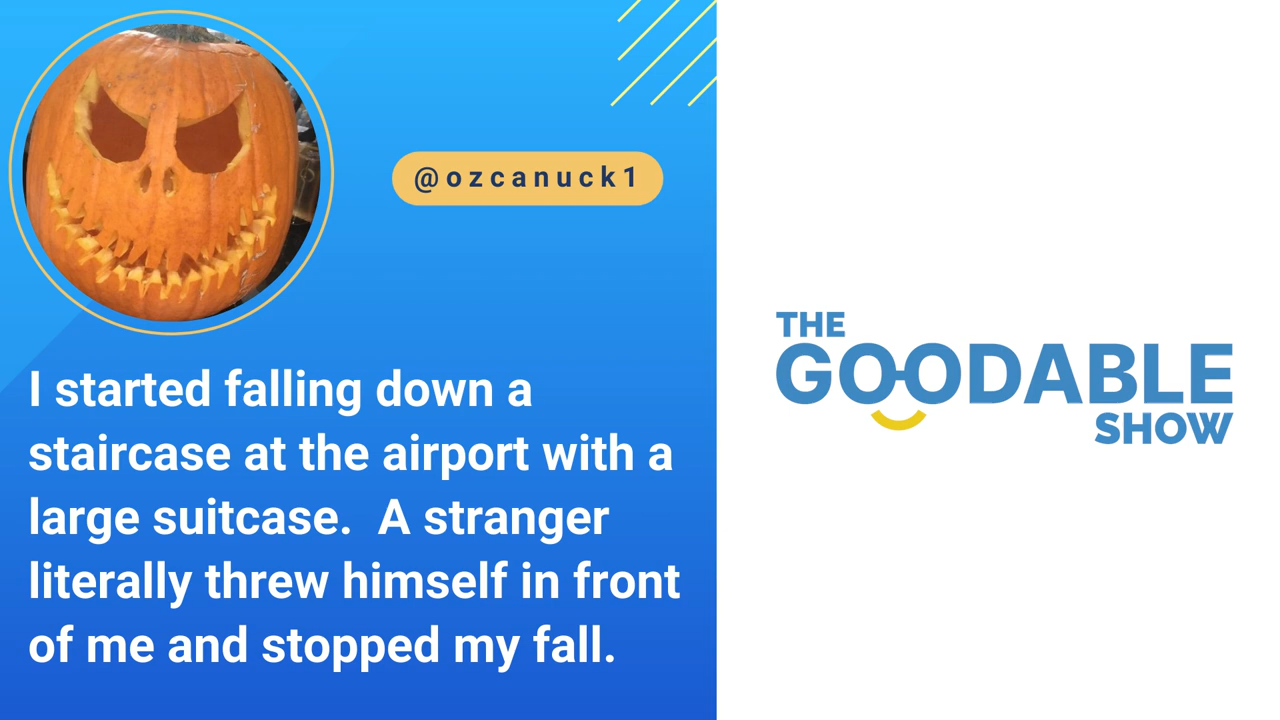 @ozcanuck1
I started falling down a
staircase at the airport with a
large suitcase.  A stranger
literally threw himself in front
of me and stopped my fall.
THE
GOODABLE
SHOW